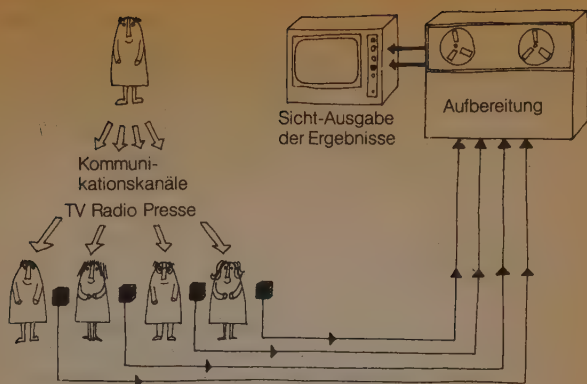 Kommuni-
kationskanäle
TV Radio Presse
Sicht-Ausgabe
der Ergebnisse
Aufbereitung